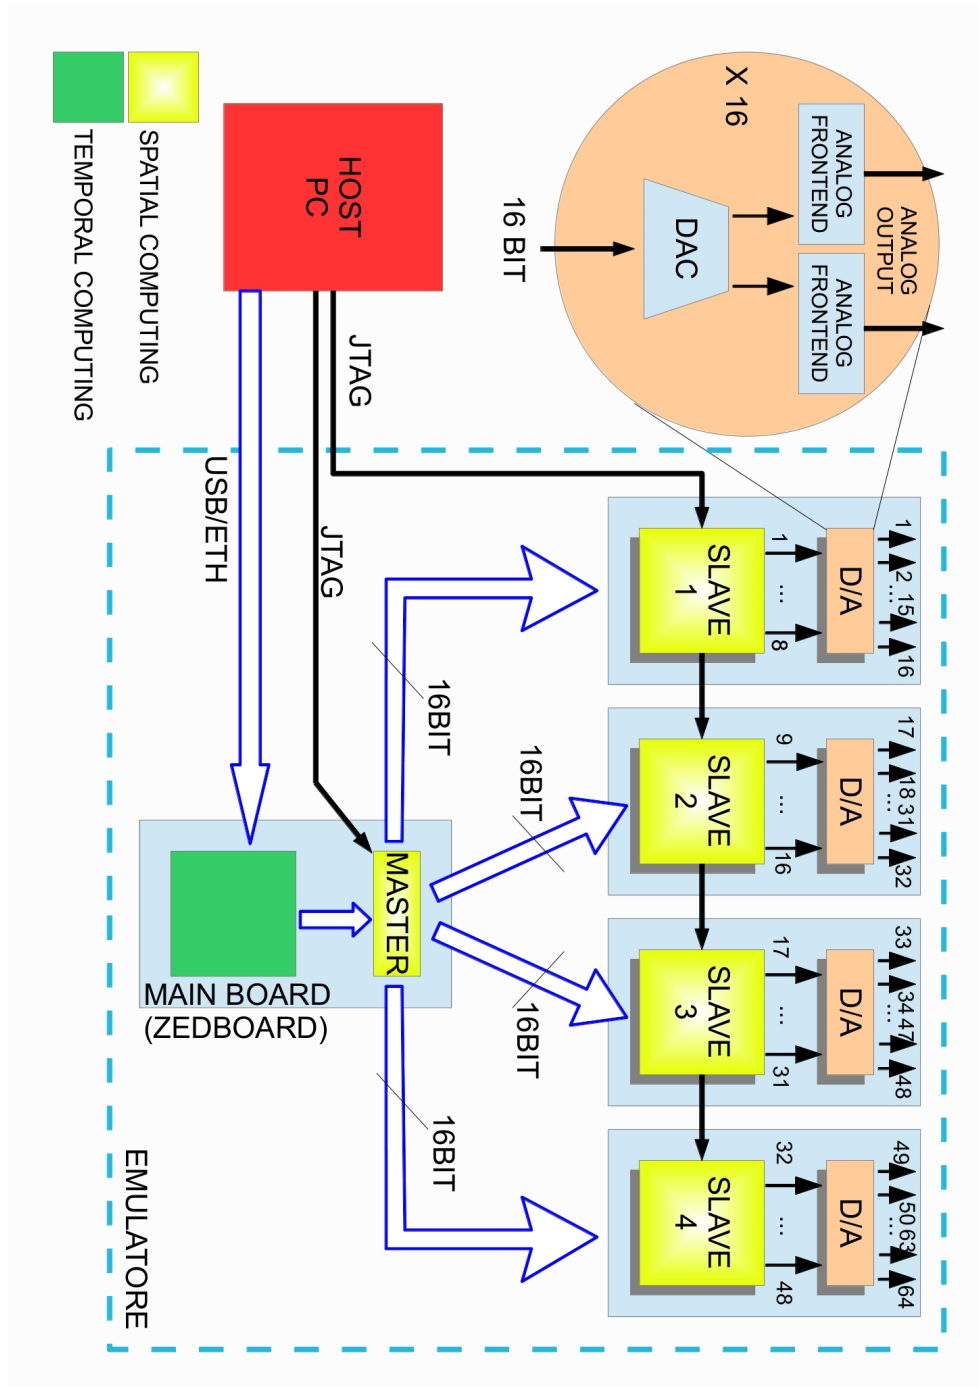 SPATIAL COMPUTING
TEMPORAL COMPUTING
HOST
PC
X 16
16 BIT
DAC
ANALOG
FRONTEND
ANALOG
FRONTEND
ANALOG
OUTPUT
JTAG
JTAG
USB/ETH
1
2
...
15
16
D/A
1
...
8
SLAVE
1
17
18
...
31
32
D/A
9
...
16
SLAVE
2
33
34
...
47
48
D/A
17
...
31
SLAVE
3
49
50
...
63
64
D/A
32
...
48
SLAVE
4
16BIT
16BIT
16BIT
16BIT
MASTER
MAIN BOARD
(ZEDBOARD)
EMULATORE